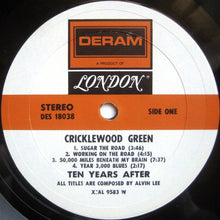 DERAM
A PRODUCT OF
LONDON
STEREO
DES 18038
SIDE ONE
CRICKLEWOOD GREEN
1. SUGAR THE ROAD (3:46)
2. WORKING ON THE ROAD (4:15)
3. 50,000 MILES BENEATH MY BRAIN (7:37)
4. YEAR 3,000 BLUES (2:17)
TEN YEARS AFTER
ALL TITLES ARE COMPOSED BY ALVIN LEE
XZAL 9583 W